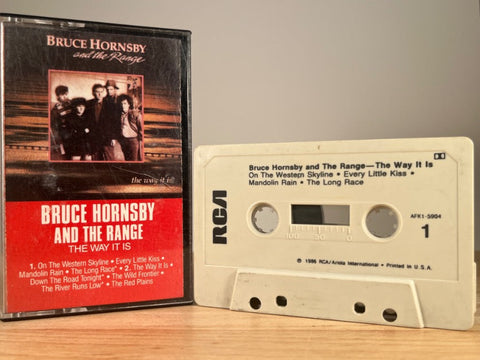 BRUCE HORNSBY
and the Range
the way it is
BRUCE HORNSBY
AND THE RANGE
THE WAY IT IS
1. On The Western Skyline • Every Little Kiss •
Mandolin Rain • The Long Race* • 2. The Way It Is •
Down The Road Tonight* • The Wild Frontier •
The River Runs Low* • The Red Plains
Bruce Hornsby and The Range—The Way It Is
On The Western Skyline • Every Little Kiss •
Mandolin Rain • The Long Race
RCA
100 50 0
AFK1-5904
1
℗ 1986 RCA/Ariola International • Printed in U.S.A.